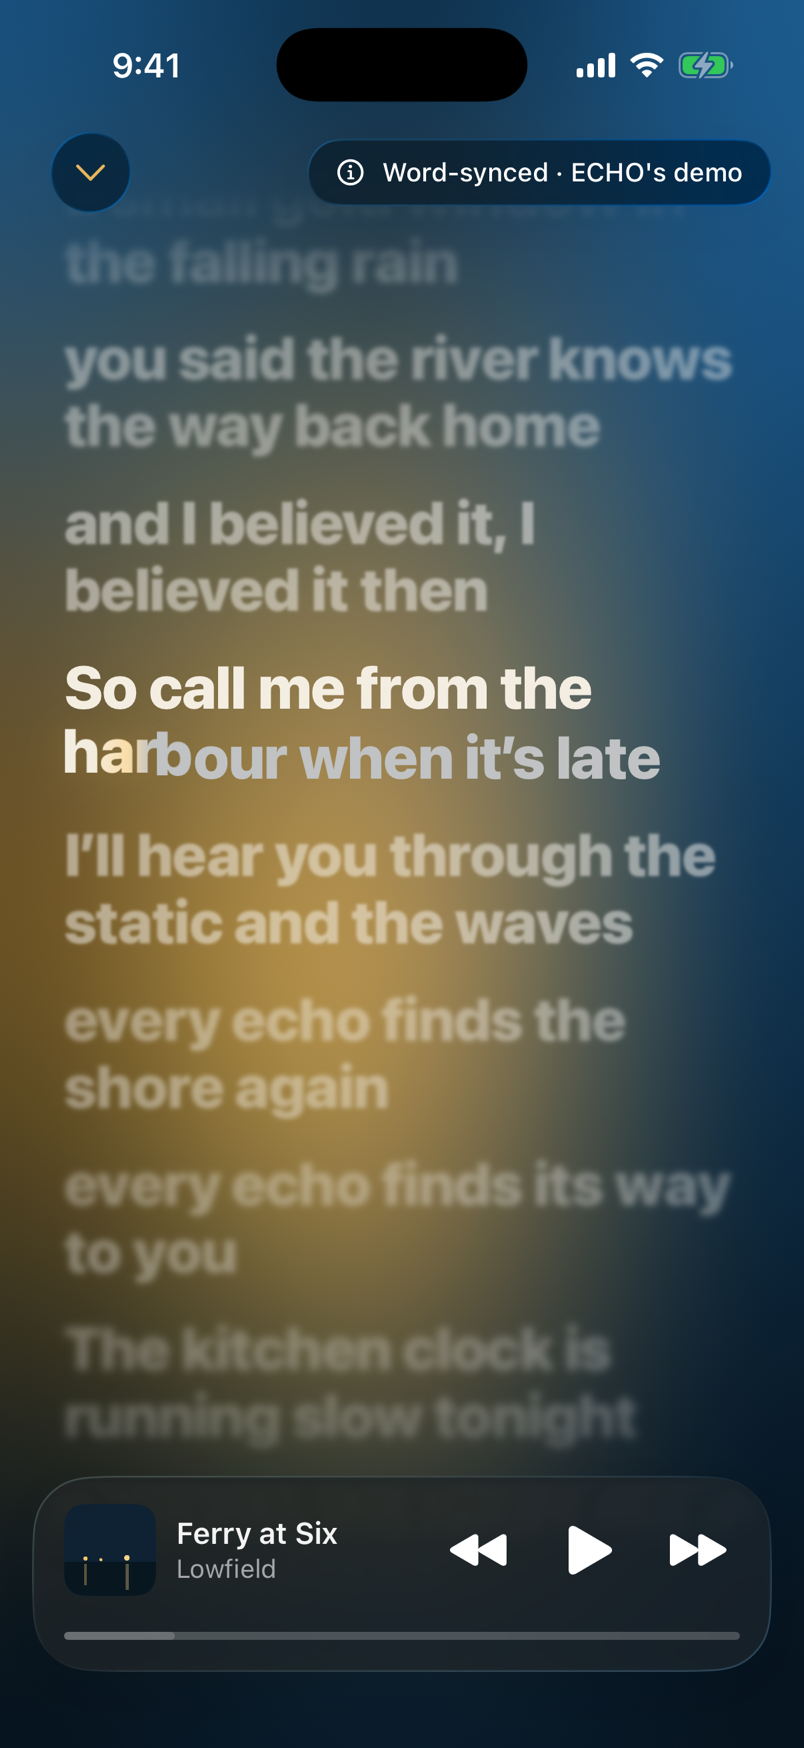 9:41
Word-synced · ECHO's demo
the falling rain
you said the river knows
the way back home
and I believed it, I
believed it then
So call me from the
harbour when it’s late
I’ll hear you through the
static and the waves
every echo finds the
shore again
every echo finds its way
to you
The kitchen clock is
running slow tonight
Ferry at Six
Lowfield